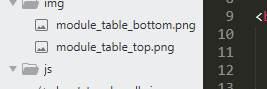 img
module_table_bottom.png
module_table_top.png
js
9
10
11
12
13